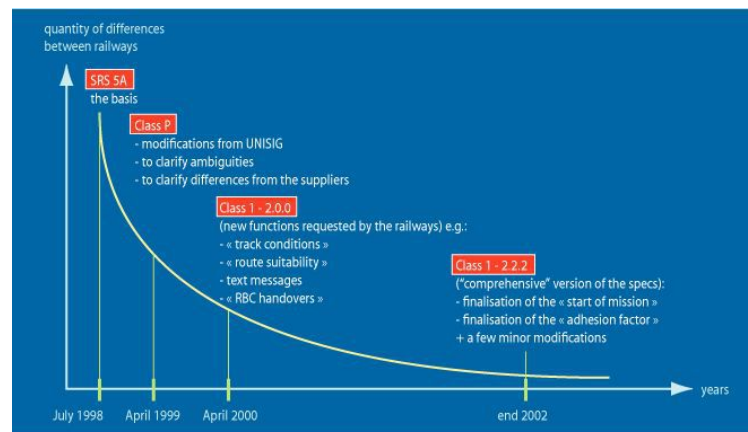 quantity of differences
between railways
SRS 5A
the basis
Class P
- modifications from UNISIG
- to clarify ambiguities
- to clarify differences from the suppliers
Class 1 - 2.0.0
(new functions requested by the railways) e.g.:
- « track conditions »
- « route suitability »
- text messages
- « RBC handovers »
Class 1 - 2.2.2
("comprehensive" version of the specs):
- finalisation of the « start of mission »
- finalisation of the « adhesion factor »
+ a few minor modifications
years
July 1998
April 1999
April 2000
end 2002